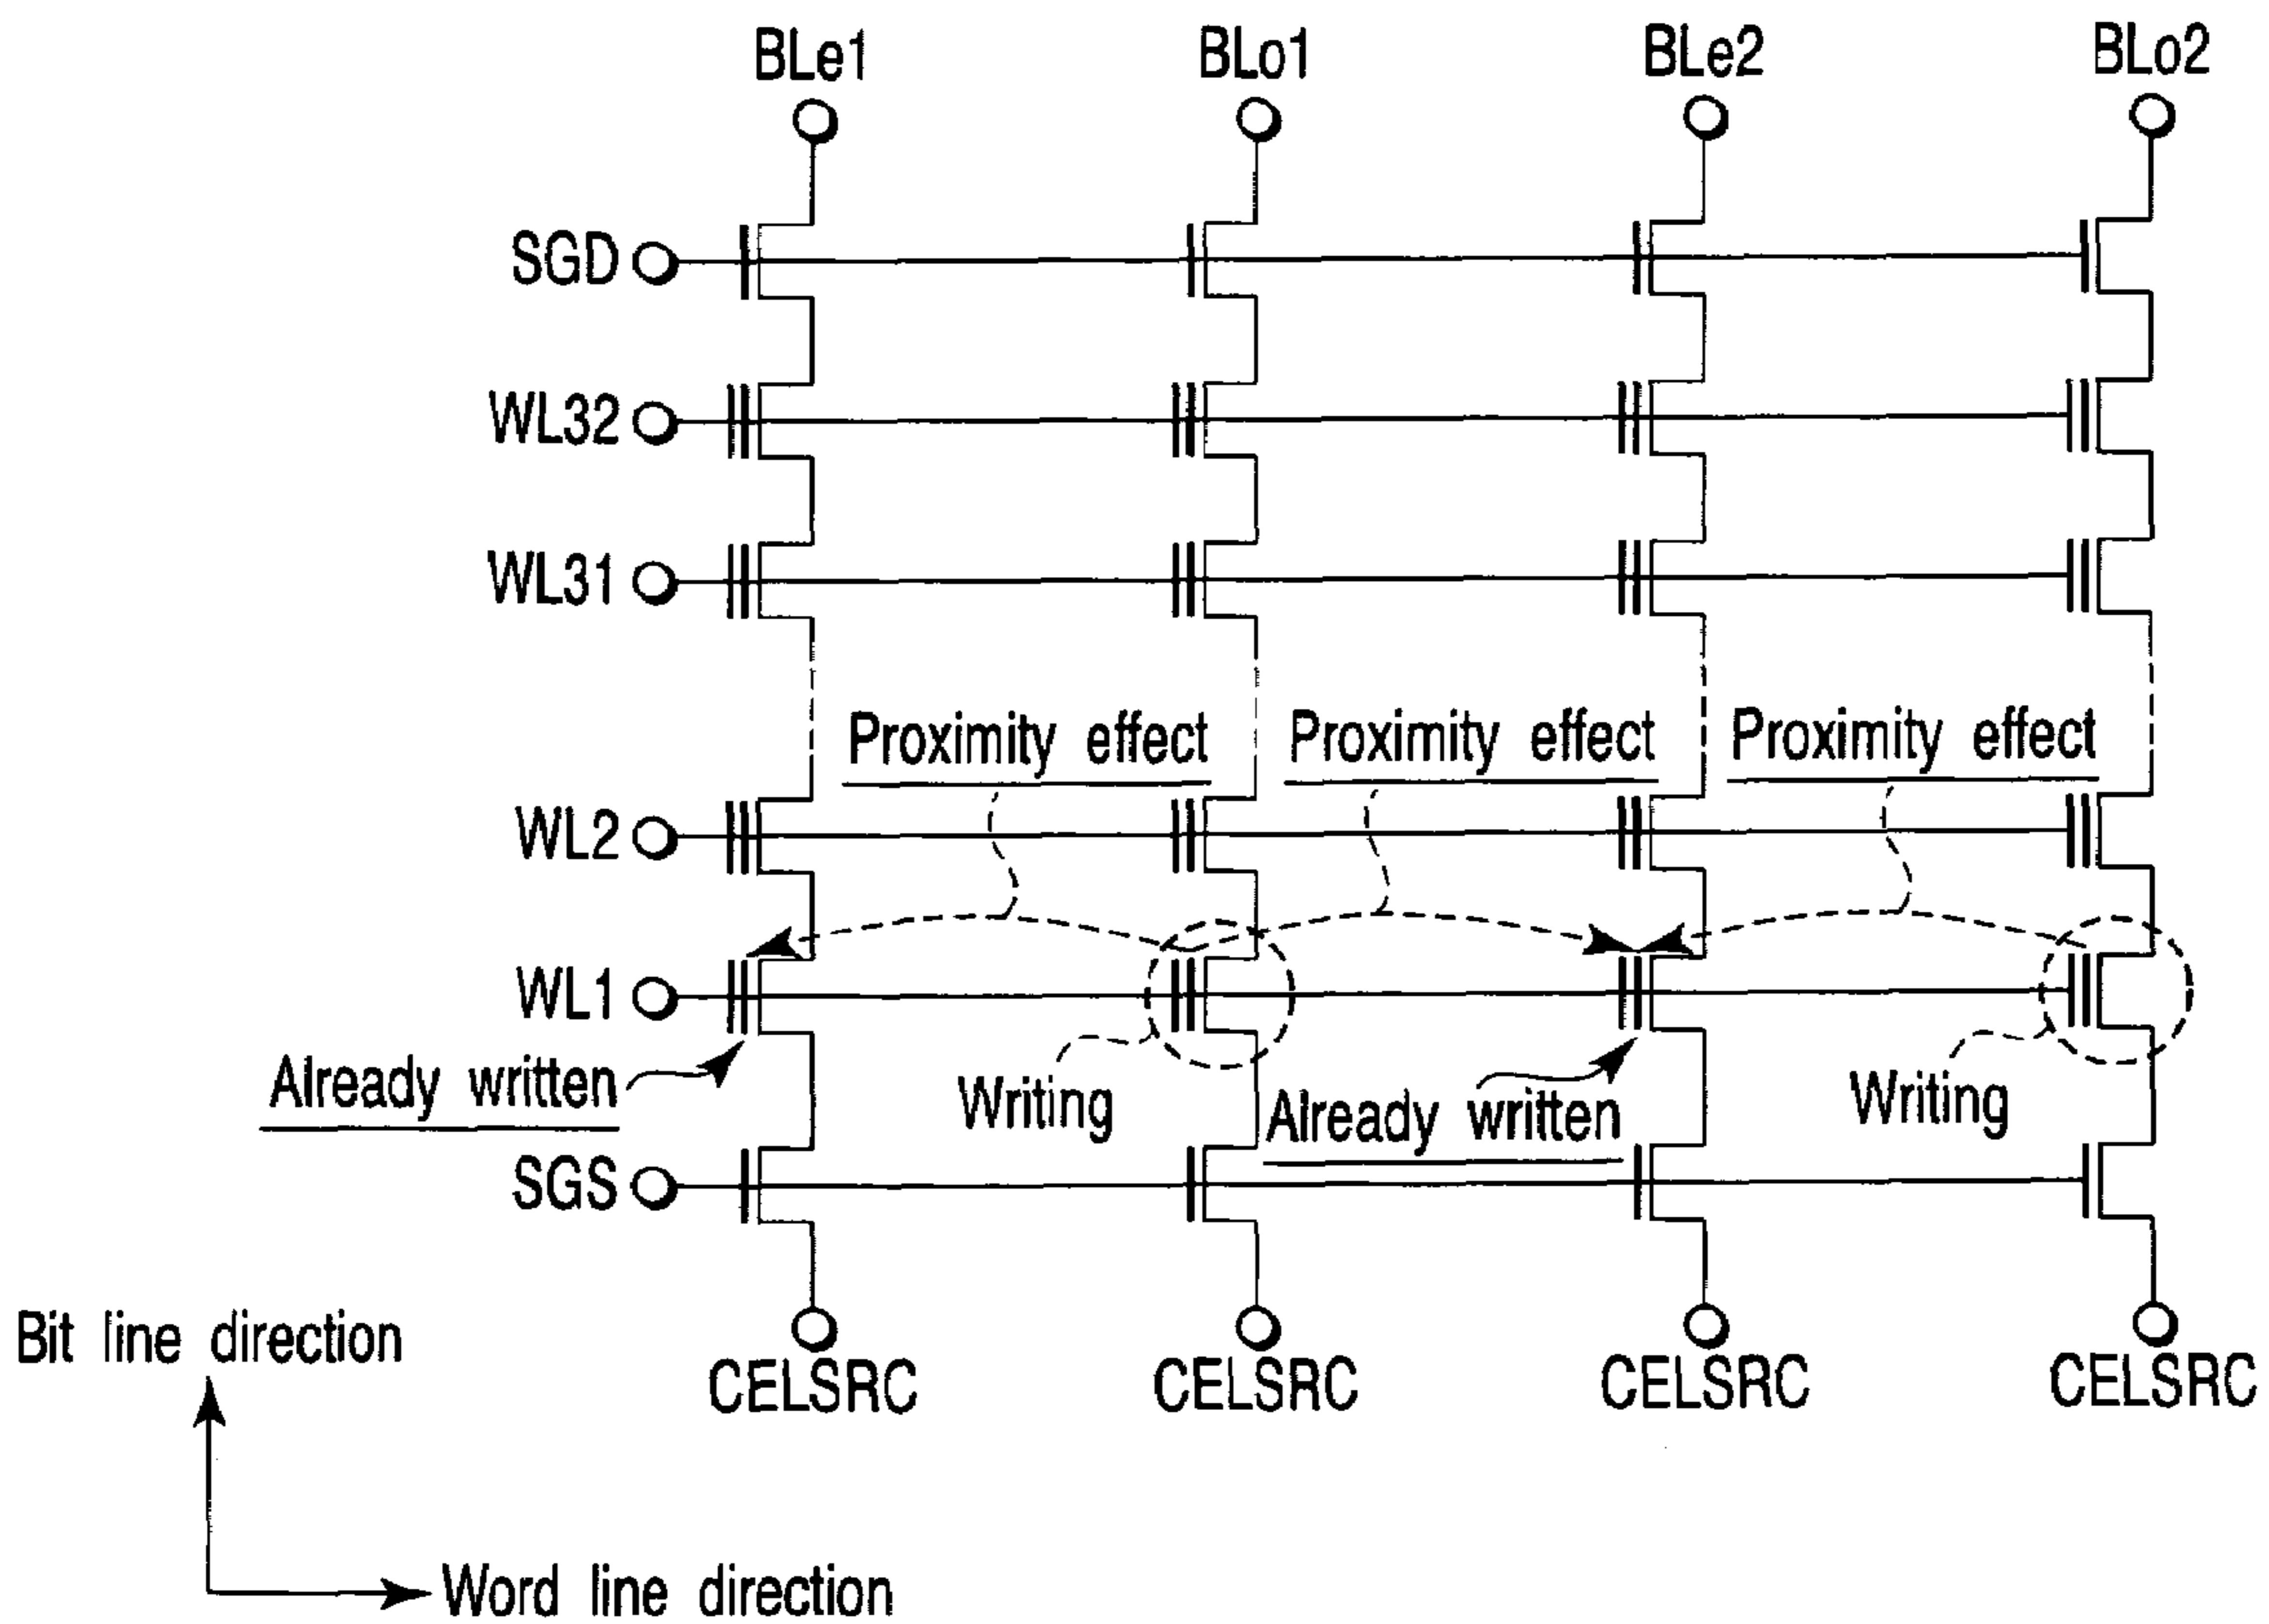 BLe1 BLo1 BLe2 BLo2
SGD
WL32
WL31
Proximity effect Proximity effect Proximity effect
WL2
WL1
Already written Writing Already written Writing
SGS
CELSRC CELSRC CELSRC CELSRC
Bit line direction
Word line direction